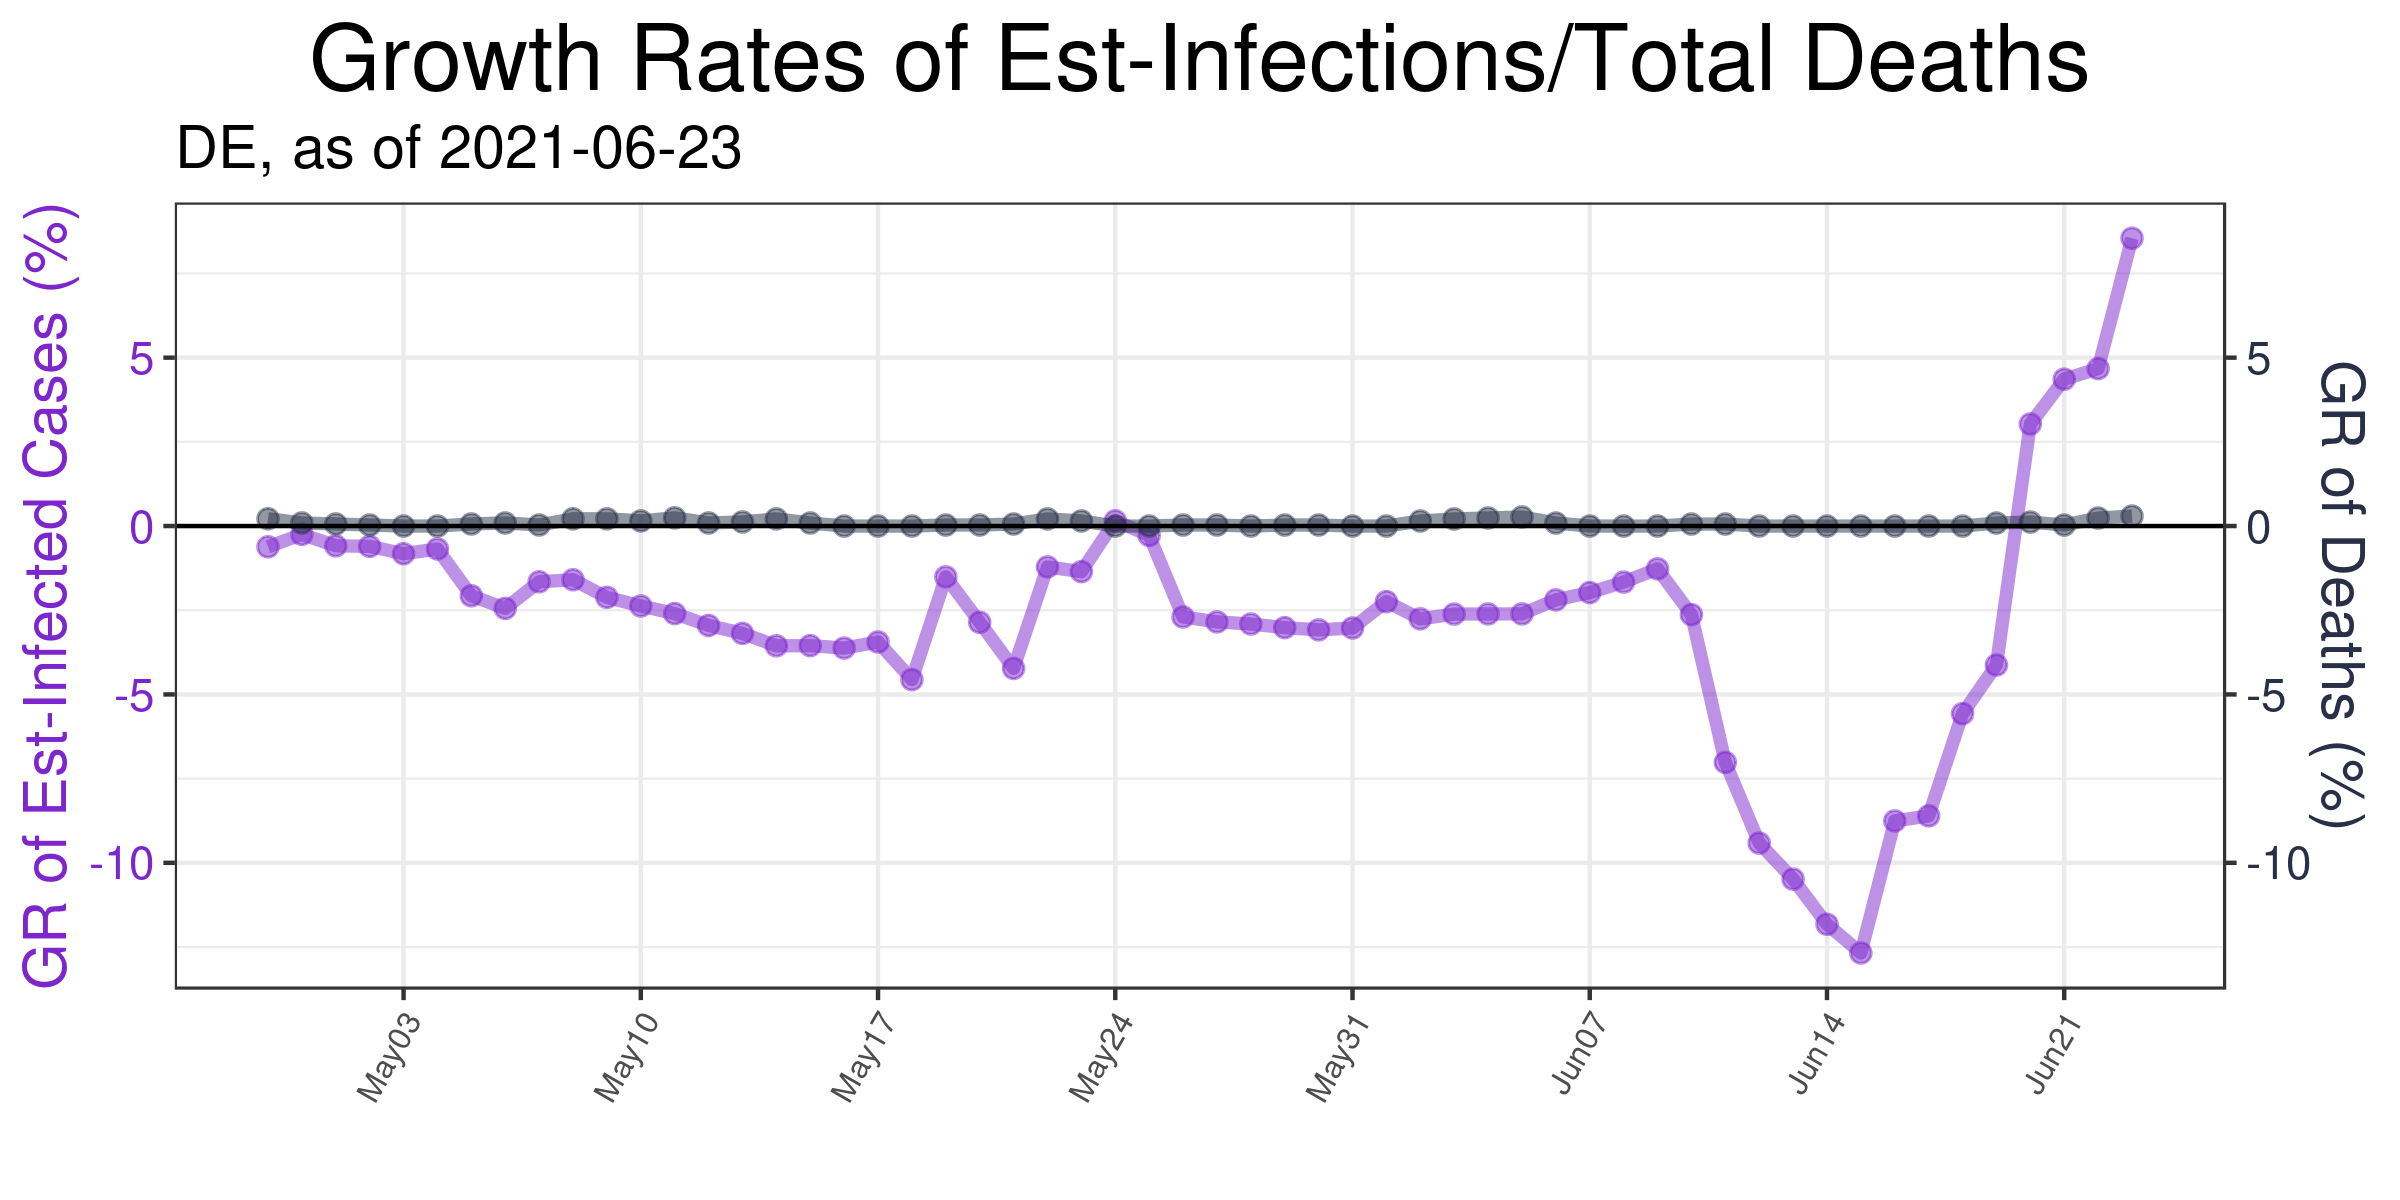 Growth Rates of Est-Infections/Total Deaths
DE, as of 2021-06-23
GR of Est-Infected Cases (%)
5
0
-5
-10
5
0
-5
-10
GR of Deaths (%)
May03
May10
May17
May24
May31
Jun07
Jun14
Jun21